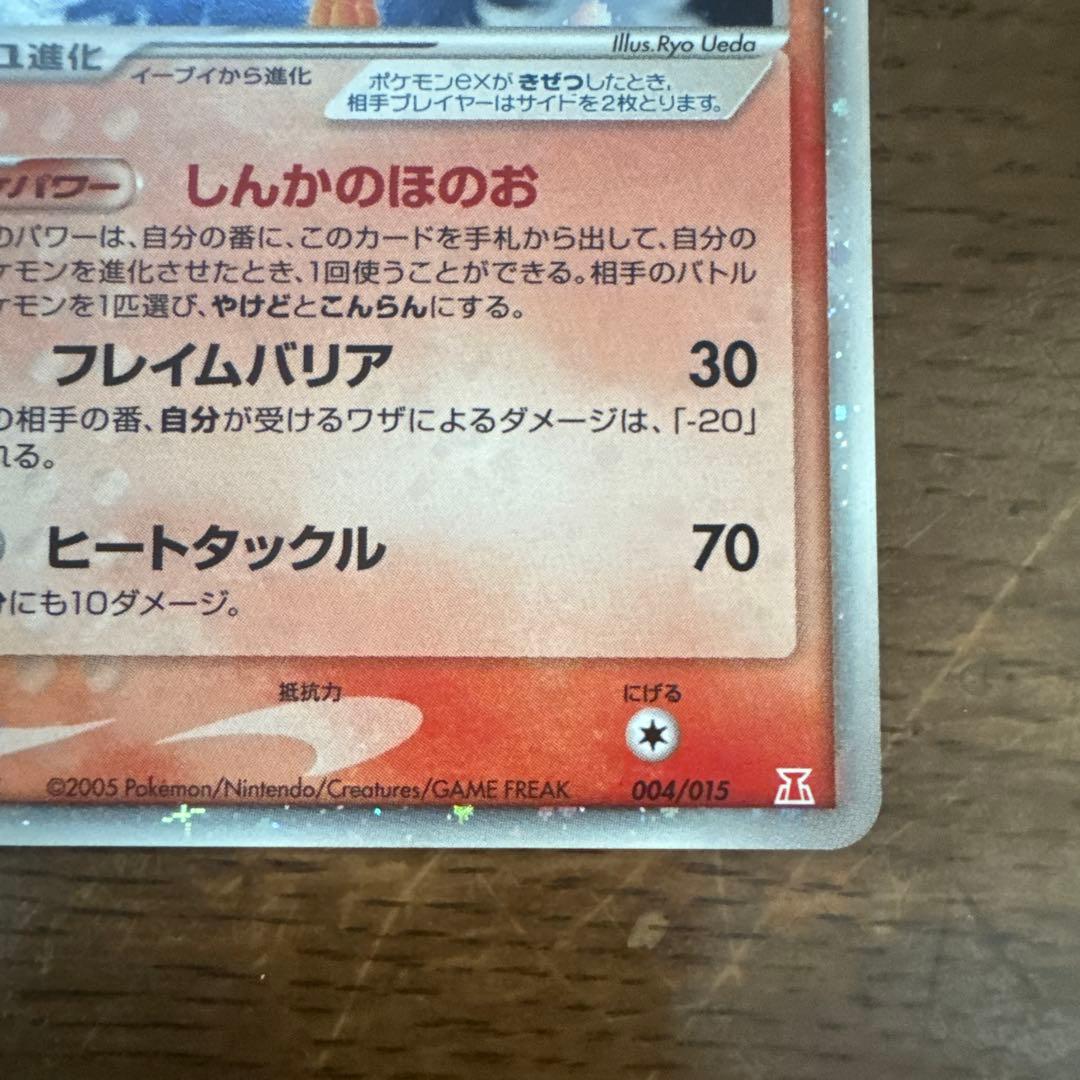 Illus.Ryo Ueda
ユ進化
イーブイから進化
ポケモンexが きぜつしたとき、
相手プレイヤーはサイドを2枚とります。
パワー しんかのほのお
のパワーは、自分の番に、このカードを手札から出して、自分の
ケモンを進化させたとき、1回使うことができる。相手のバトル
ケモンを1匹選び、やけどとこんらんにする。
フレイムバリア 30
の相手の番、自分が受けるワザによるダメージは、「-20」
れる。
ヒートタックル 70
にも10ダメージ。
抵抗力 にげる
©2005 Pokémon/Nintendo/Creatures/GAME FREAK 004/015